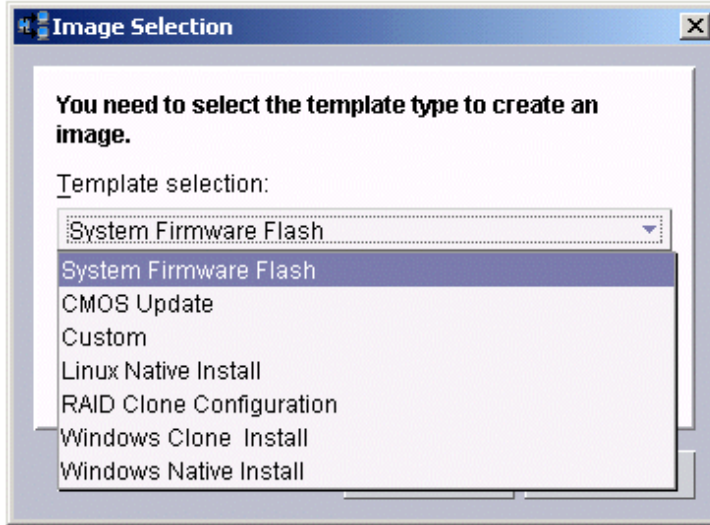 Image Selection
You need to select the template type to create an
image.
Template selection:
System Firmware Flash
System Firmware Flash
CMOS Update
Custom
Linux Native Install
RAID Clone Configuration
Windows Clone  Install
Windows Native Install